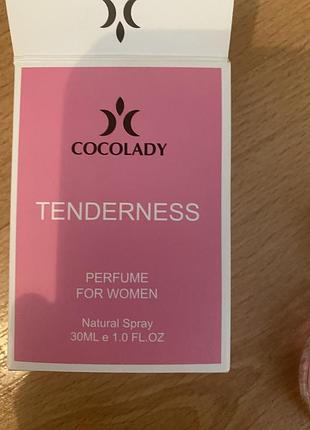 COCOLADY
TENDERNESS
PERFUME
FOR WOMEN
Natural Spray
30ML e 1.0 FL.OZ